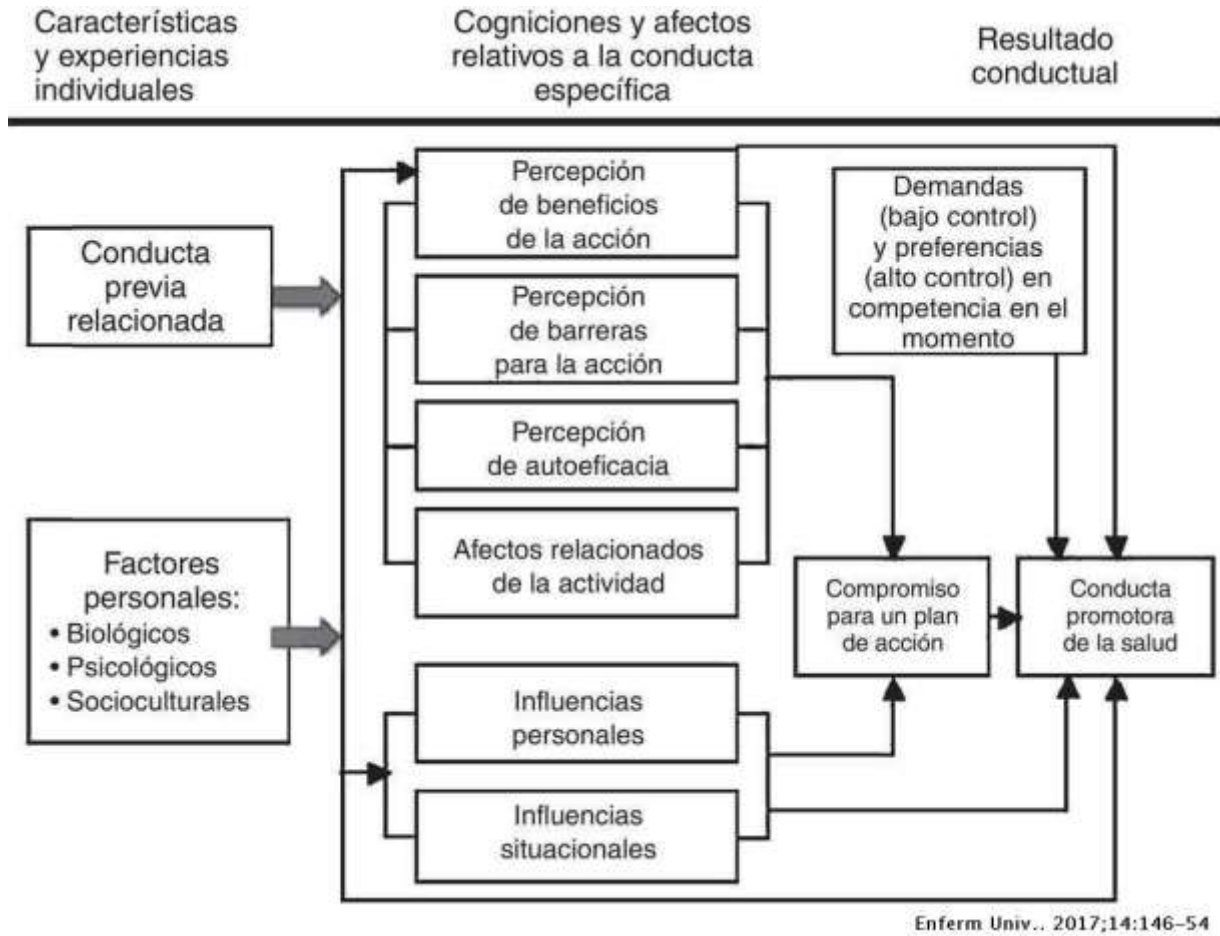 Características
y experiencias
individuales
Cogniciones y afectos
relativos a la conducta
específica
Resultado
conductual
Conducta
previa
relacionada
Factores
personales:
• Biológicos
• Psicológicos
• Socioculturales
Percepción
de beneficios
de la acción
Percepción
de barreras
para la acción
Percepción
de autoeficacia
Afectos relacionados
de la actividad
Influencias
personales
Influencias
situacionales
Demandas
(bajo control)
y preferencias
(alto control) en
competencia en el
momento
Compromiso
para un plan
de acción
Conducta
promotora
de la salud
Enferm Univ.. 2017;14:146–54